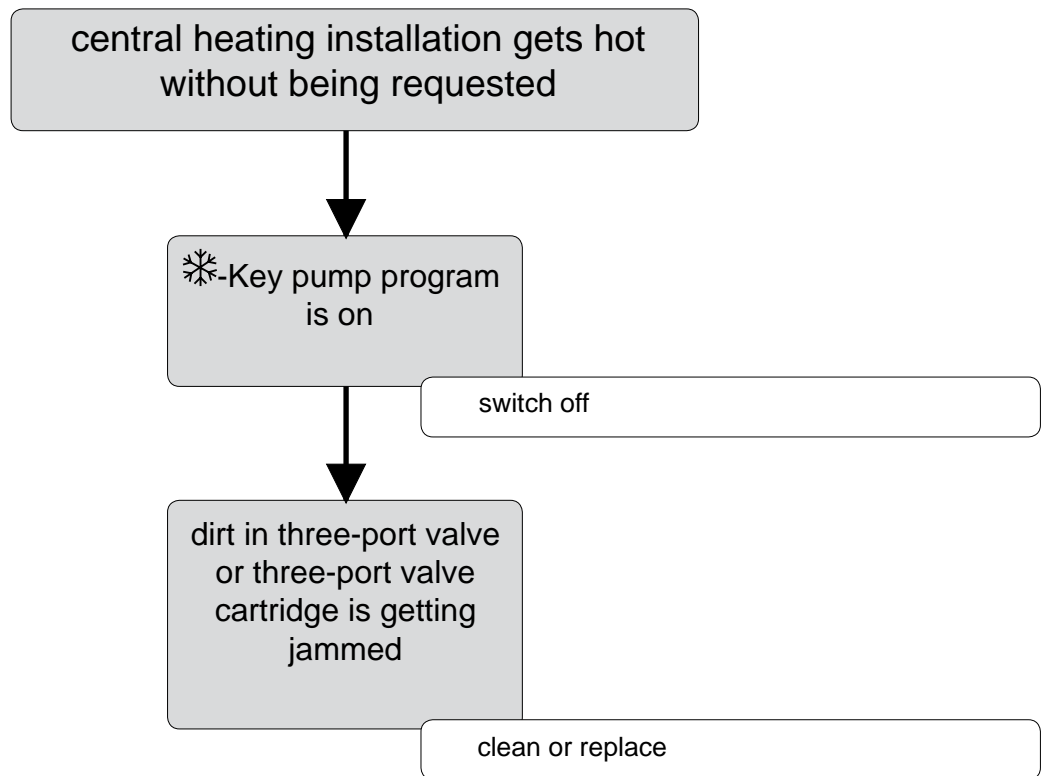 central heating installation gets hot
without being requested
-Key pump program
is on
switch off
dirt in three-port valve
or three-port valve
cartridge is getting
jammed
clean or replace